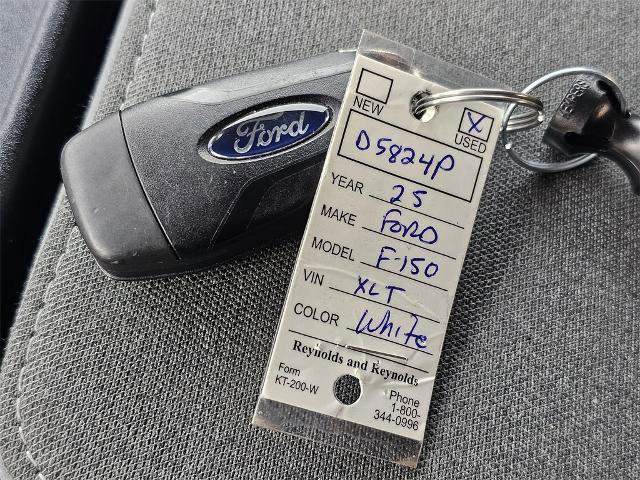 Ford
NEW
X
USED
D5824P
YEAR 25
MAKE FORD
MODEL F-150
VIN XLT
COLOR White
Reynolds and Reynolds
Form
KT-200-W
Phone
1-800-
344-0996